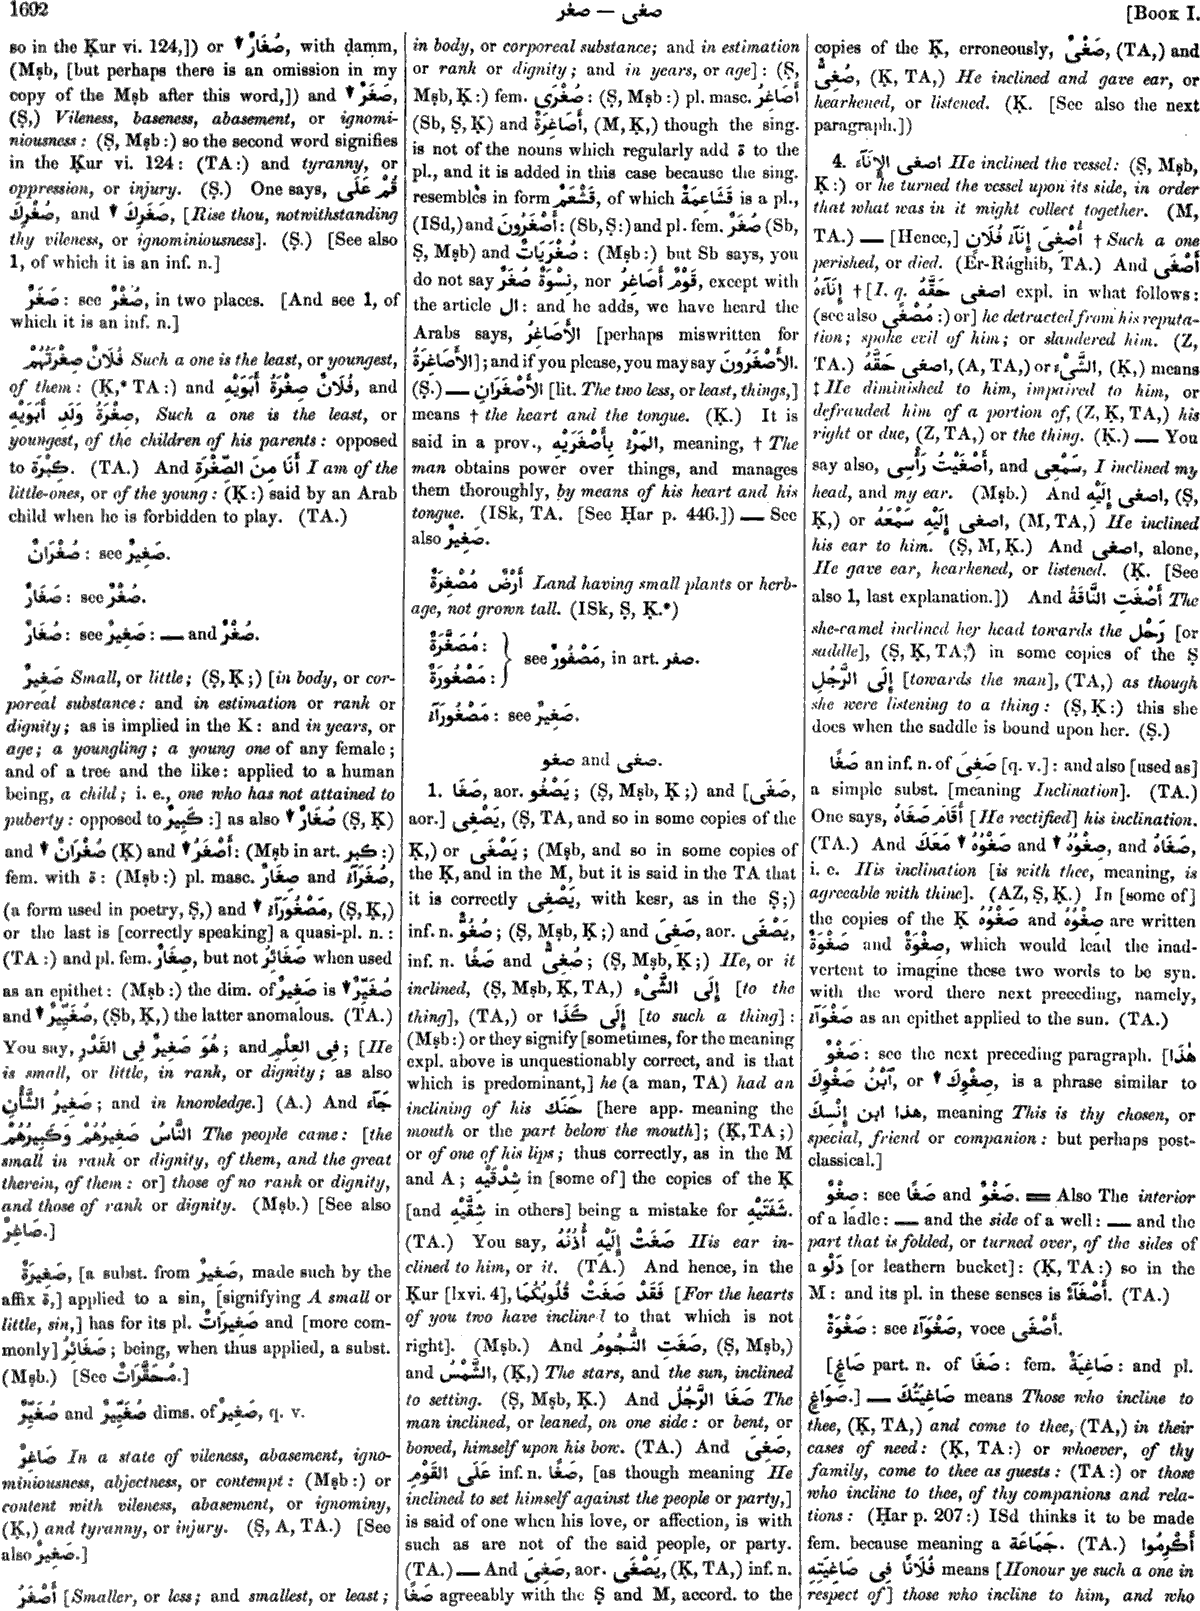 1692
صغر — صغى
[BOOK I.
so in the Ḳur vi. 124,]) or ↓ صُغَارٌ, with ḍamm,
(Mṣb, [but perhaps there is an omission in my
copy of the Mṣb after this word,]) and ↓ صَغَرٌ,
(Ṣ,) Vileness, baseness, abasement, or ignomi-
niousness: (Ṣ, Mṣb:) so the second word signifies
in the Ḳur vi. 124: (TA:) and tyranny, or
oppression, or injury. (Ṣ.) One says, قُمْ عَلَى
صُغْرِكَ, and ↓ صَغَرِكَ, [Rise thou, notwithstanding
thy vileness, or ignominiousness]. (Ṣ.) [See also
1, of which it is an inf. n.]
صَغَرٌ: see صُغْرٌ, in two places. [And see 1, of
which it is an inf. n.]
فُلَانٌ صِغْرَتُهُمْ Such a one is the least, or youngest,
of them: (Ḳ,* TA:) and فُلَانٌ صِغْرَةُ أَبَوَيْهِ, and
صِغْرَةُ وَلَدِ أَبَوَيْهِ, Such a one is the least, or
youngest, of the children of his parents: opposed
to كِبْرَة. (TA.) And أَنَا مِنَ الصِّغْرَةِ I am of the
little-ones, or of the young: (Ḳ:) said by an Arab
child when he is forbidden to play. (TA.)
صُغْرَانٌ: see صَغِيرٌ.
صَغَارٌ: see صُغْرٌ.
صُغَارٌ: see صَغِيرٌ: — and صُغْرٌ.
صَغِيرٌ Small, or little; (Ṣ, Ḳ;) [in body, or cor-
poreal substance: and in estimation or rank or
dignity; as is implied in the K: and in years, or
age; a youngling; a young one of any female;
and of a tree and the like: applied to a human
being, a child; i. e., one who has not attained to
puberty: opposed to كَبِيرٌ:] as also ↓ صُغَارٌ (Ṣ, Ḳ)
and ↓ صُغْرَانٌ (Ḳ) and ↓ أَصْغَرُ: (Mṣb in art. كبر:)
fem. with ة: (Mṣb:) pl. masc. صِغَارٌ and صُغَرَآءُ,
(a form used in poetry, Ṣ,) and ↓ مَصْغُورَآءُ, (Ṣ, Ḳ,)
or the last is [correctly speaking] a quasi-pl. n.:
(TA:) and pl. fem. صِغَارٌ, but not صَغَائِرُ when used
as an epithet: (Mṣb:) the dim. of صَغِيرٌ is ↓ صُغَيِّرٌ
and ↓ صُغَيِّيرٌ, (Sb, Ḳ,) the latter anomalous. (TA.)
You say, هُوَ صَغِيرٌ فِى القَدْرِ; and فِى العِلْمِ; [He
is small, or little, in rank, or dignity; as also
صَغِيرُ الشَّأْنِ; and in knowledge.] (A.) And جَآءَ
النَّاسُ صَغِيرُهُمْ وَكَبِيرُهُمْ The people came: [the
small in rank or dignity, of them, and the great
therein, of them: or] those of no rank or dignity,
and those of rank or dignity. (Mṣb.) [See also
صَاغِرٌ.]
صَغِيرَةٌ, [a subst. from صَغِيرٌ, made such by the
affix ة,] applied to a sin, [signifying A small or
little, sin,] has for its pl. صَغِيرَاتٌ and [more com-
monly] صَغَائِرُ; being, when thus applied, a subst.
(Mṣb.) [See مُحَقَّرَاتٌ.]
صُغَيِّرٌ and صُغَيِّيرٌ dims. of صَغِيرٌ, q. v.
صَاغِرٌ In a state of vileness, abasement, igno-
miniousness, abjectness, or contempt: (Mṣb:) or
content with vileness, abasement, or ignominy,
(Ḳ,) and tyranny, or injury. (Ṣ, A, TA.) [See
also صَغِيرٌ.]
أَصْغَرُ [Smaller, or less; and smallest, or least;
in body, or corporeal substance; and in estimation
or rank or dignity; and in years, or age]: (Ṣ,
Mṣb, Ḳ:) fem. صُغْرَى: (Ṣ, Mṣb:) pl. masc. أَصَاغِرُ
(Sb, Ṣ, Ḳ) and أَصَاغِرَةٌ, (M, Ḳ,) though the sing.
is not of the nouns which regularly add ة to the
pl., and it is added in this case because the sing.
resembles in form قَشْعَمٌ, of which قَشَاعِمَةٌ is a pl.,
(ISd,) and أَصْغَرُونَ: (Sb, Ṣ:) and pl. fem. صُغَرٌ (Sb,
Ṣ, Mṣb) and صُغْرَيَاتٌ: (Mṣb:) but Sb says, you
do not say نِسْوَةٌ صُغَرٌ, nor قَوْمٌ أَصَاغِرُ, except with
the article ال: and he adds, we have heard the
Arabs says, الأَصَاغِرُ [perhaps miswritten for
الأَصَاغِرَةُ]; and if you please, you may say الأَصْغَرُونَ.
(Ṣ.) — الأَصْغَرَانِ [lit. The two less, or least, things,]
means † the heart and the tongue. (Ḳ.) It is
said in a prov., المَرْءُ بِأَصْغَرَيْهِ, meaning, † The
man obtains power over things, and manages
them thoroughly, by means of his heart and his
tongue. (ISk, TA. [See Ḥar p. 446.]) — See
also صَغِيرٌ.
أَرْضٌ مُصْغِرَةٌ Land having small plants or herb-
age, not grown tall. (ISk, Ṣ, Ḳ.*)
مُصَغَّرَةٌ:
مَصْغُورَةٌ: } see مَصْفُورٌ, in art. صفر.
مَصْغُورَآءُ: see صَغِيرٌ.
صغو and صغى.
1. صَغَا, aor. يَصْغُو; (Ṣ, Mṣb, Ḳ;) and [صَغَى,
aor.] يَصْغِى, (Ṣ, TA, and so in some copies of the
Ḳ,) or يَصْغَى; (Mṣb, and so in some copies of
the Ḳ, and in the M, but it is said in the TA that
it is correctly يَصْغِى, with kesr, as in the Ṣ;)
inf. n. صُغُوٌّ; (Ṣ, Mṣb, Ḳ;) and صَغِىَ, aor. يَصْغَى,
inf. n. صَغًا and صُغِىٌّ; (Ṣ, Mṣb, Ḳ;) He, or it
inclined, (Ṣ, Mṣb, Ḳ, TA,) إِلَى الشَّىْءِ [to the
thing], (TA,) or إِلَى كَذَا [to such a thing]:
(Mṣb:) or they signify [sometimes, for the meaning
expl. above is unquestionably correct, and is that
which is predominant,] he (a man, TA) had an
inclining of his حَنَك [here app. meaning the
mouth or the part below the mouth]; (Ḳ, TA;)
or of one of his lips; thus correctly, as in the M
and A; شِدْقَيْهِ in [some of] the copies of the Ḳ
[and شِقَّيْهِ in others] being a mistake for شَفَتَيْهِ.
(TA.) You say, صَغَتْ إِلَيْهِ أُذُنُهُ His ear in-
clined to him, or it. (TA.) And hence, in the
Ḳur [lxvi. 4], فَقَدْ صَغَتْ قُلُوبُكُمَا [For the hearts
of you two have inclined to that which is not
right]. (Mṣb.) And صَغَتِ النُّجُومُ, (Ṣ, Mṣb,)
and الشَّمْسُ, (Ḳ,) The stars, and the sun, inclined
to setting. (Ṣ, Mṣb, Ḳ.) And صَغَا الرَّجُلُ The
man inclined, or leaned, on one side: or bent, or
bowed, himself upon his bow. (TA.) And صَغِىَ,
عَلَى القَوْمِ inf. n. صَغًا, [as though meaning He
inclined to set himself against the people or party,]
is said of one when his love, or affection, is with
such as are not of the said people, or party.
(TA.) — And صَغِىَ, aor. يَصْغَى, (Ḳ, TA,) inf. n.
صَغًا agreeably with the Ṣ and M, accord. to the
copies of the Ḳ, erroneously, صَغْىٌ, (TA,) and
صُغِىٌّ, (Ḳ, TA,) He inclined and gave ear, or
hearkened, or listened. (Ḳ. [See also the next
paragraph.])
4. اصغى الإِنَآءَ He inclined the vessel: (Ṣ, Mṣb,
Ḳ:) or he turned the vessel upon its side, in order
that what was in it might collect together. (M,
TA.) — [Hence,] أُصْغِىَ إِنَآءُ فُلَانٍ † Such a one
perished, or died. (Er-Rághib, TA.) And أَصْغَى
إِنَآءَهُ † [I. q. اصغى حَقَّهُ expl. in what follows:
(see also مُصْغًى:) or] he detracted from his reputa-
tion; spoke evil of him; or slandered him. (Z,
TA.) اصغى حَقَّهُ, (A, TA,) or الشَّىْءَ, (Ḳ,) means
‡ He diminished to him, impaired to him, or
defrauded him of a portion of, (Z, Ḳ, TA,) his
right or due, (Z, TA,) or the thing. (Ḳ.) — You
say also, أَصْغَيْتُ رَأْسِى, and سَمْعِى, I inclined my
head, and my ear. (Mṣb.) And اصغى إِلَيْهِ, (Ṣ,
Ḳ,) or اصغى إِلَيْهِ سَمْعَهُ, (M, TA,) He inclined
his ear to him. (Ṣ, M, Ḳ.) And اصغى, alone,
He gave ear, hearkened, or listened. (Ḳ. [See
also 1, last explanation.]) And أَصْغَتِ النَّاقَةُ The
she-camel inclined her head towards the رَحْل [or
saddle], (Ṣ, Ḳ, TA,) in some copies of the Ṣ
إِلَى الرَّجُلِ [towards the man], (TA,) as though
she were listening to a thing: (Ṣ, Ḳ:) this she
does when the saddle is bound upon her. (Ṣ.)
صَغًا an inf. n. of صَغِىَ [q. v.]: and also [used as]
a simple subst. [meaning Inclination]. (TA.)
One says, أَقَامَ صَغَاهُ [He rectified] his inclination.
(TA.) And صَغْوُهُ مَعَكَ ↓ and صِغْوُهُ ↓, and صَغَاهُ,
i. e. His inclination [is with thee, meaning, is
agreeable with thine]. (AZ, Ṣ, Ḳ.) In [some of]
the copies of the Ḳ صَغْوُهُ and صِغْوُهُ are written
صَغْوَةٌ and صِغْوَةٌ, which would lead the inad-
vertent to imagine these two words to be syn.
with the word there next preceding, namely,
صَغْوَآءُ as an epithet applied to the sun. (TA.)
صَغْوٌ: see the next preceding paragraph. [هٰذَا
ٱبْنُ صَغْوِكَ, or ↓ صِغْوِكَ, is a phrase similar to
هذا ابن إِنْسِكَ, meaning This is thy chosen, or
special, friend or companion: but perhaps post-
classical.]
صِغْوٌ: see صَغًا and صَغْوٌ. ═ Also The interior
of a ladle: — and the side of a well: — and the
part that is folded, or turned over, of the sides of
a دَلْو [or leathern bucket]: (Ḳ, TA:) so in the
M: and its pl. in these senses is أَصْغَآءٌ. (TA.)
صَغْوَةٌ: see صَغْوَآءُ, voce أَصْغَى.
[صَاغٍ part. n. of صَغَا: fem. صَاغِيَةٌ: and pl.
صَوَاغٍ.] — صَاغِيَتُكَ means Those who incline to
thee, (Ḳ, TA,) and come to thee, (TA,) in their
cases of need: (Ḳ, TA:) or whoever, of thy
family, come to thee as guests: (TA:) or those
who incline to thee, of thy companions and rela-
tions: (Ḥar p. 207:) ISd thinks it to be made
fem. because meaning a جَمَاعَة. (TA.) أَكْرِمُوا
فُلَانًا فِى صَاغِيَتِهِ means [Honour ye such a one in
respect of] those who incline to him, and who